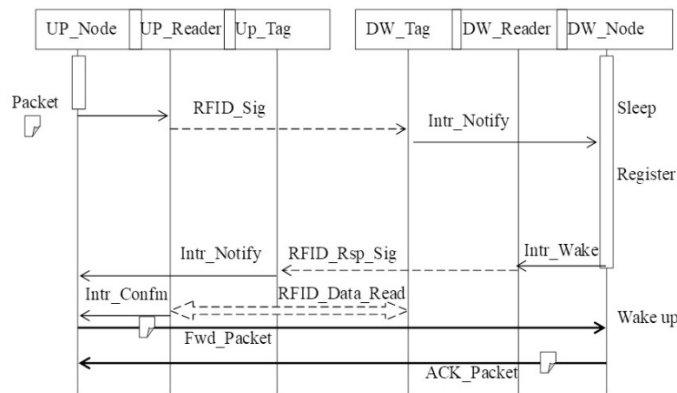 UP_Node UP_Reader Up_Tag DW_Tag DW_Reader DW_Node
Packet
RFID_Sig
Intr_Notify
Sleep
Register
Intr_Notify
RFID_Rsp_Sig
Intr_Wake
Intr_Confm
RFID_Data_Read
Wake up
Fwd_Packet
ACK_Packet